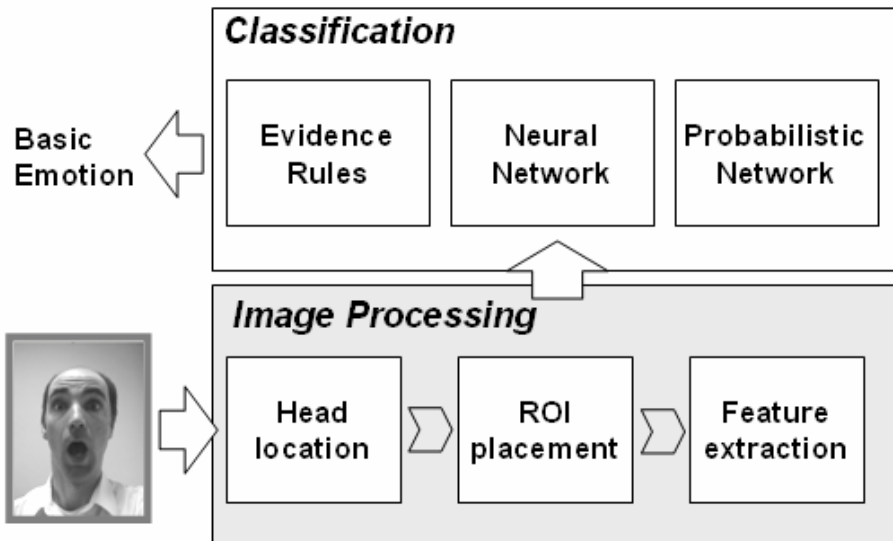 Classification
Evidence
Rules
Neural
Network
Probabilistic
Network
Basic
Emotion
Image Processing
Head
location
ROI
placement
Feature
extraction